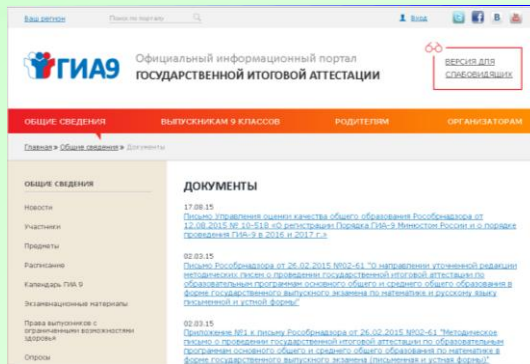 Ваш регион
Поиск по порталу
Вход
B
ГИА9
Официальный информационный портал
ГОСУДАРСТВЕННОЙ ИТОГОВОЙ АТТЕСТАЦИИ
ВЕРСИЯ ДЛЯ
СЛАБОВИДЯЩИХ
ОБЩИЕ СВЕДЕНИЯ
ВЫПУСКНИКАМ 9 КЛАССОВ
РОДИТЕЛЯМ
ОРГАНИЗАТОРАМ
Главная » Общие сведения » Документы
ОБЩИЕ СВЕДЕНИЯ
Новости
Участники
Предметы
Расписание
Календарь ГИА 9
Экзаменационные материалы
Права выпускников с
ограниченными возможностями
здоровья
Опросы
ДОКУМЕНТЫ
17.08.15
Письмо Управления оценки качества общего образования Рособрнадзора от
12.08.2015 № 10-518 «О регистрации Порядка ГИА-9 Минюстом России и о порядке
проведения ГИА-9 в 2016 и 2017 г.»
02.03.15
Письмо Рособрнадзора от 26.02.2015 №02-61 "О направлении уточненной редакции
методических писем о проведении государственной итоговой аттестации по
образовательным программам основного общего и среднего общего образования в
форме государственного выпускного экзамена по математике и русскому языку
письменной и устной формы"
02.03.15
Приложение №1 к письму Рособрнадзора от 26.02.2015 №02-61 "Методическое
письмо о проведении государственной итоговой аттестации по образовательным
программам основного общего и среднего общего образования по математике в
форме государственного выпускного экзамена (письменная и устная формы)"